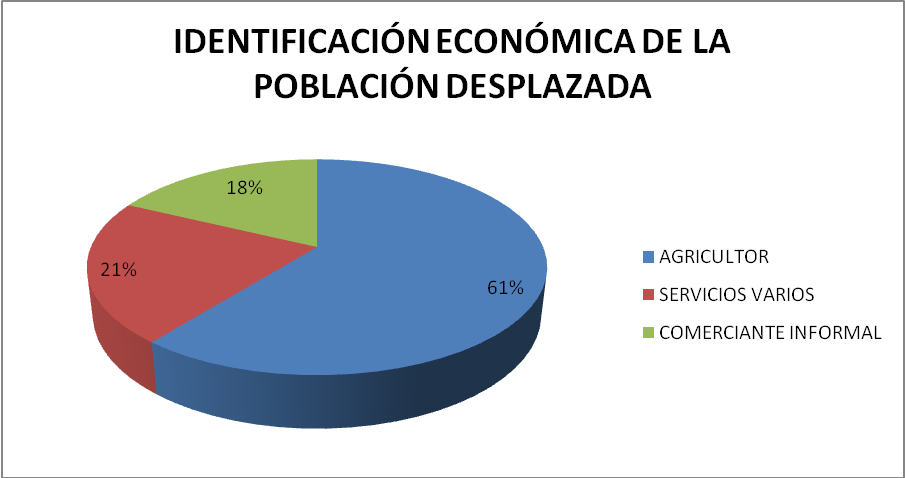 IDENTIFICACIÓN ECONÓMICA DE LA
POBLACIÓN DESPLAZADA
18%
21%
61%
AGRICULTOR
SERVICIOS VARIOS
COMERCIANTE INFORMAL